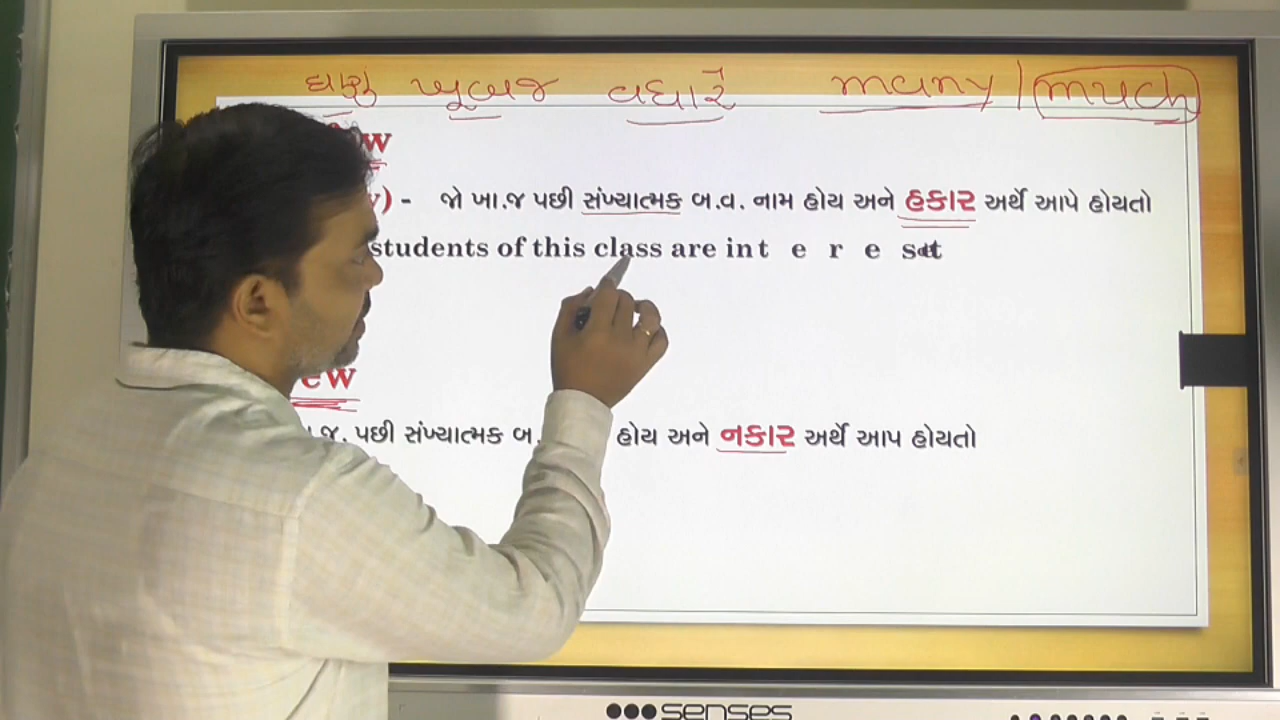 ઘણુ ખૂબજ વધારે many / much
ew
y) - જો ખા.જ પછી સંખ્યાત્મક બ.વ. નામ હોય અને હકાર અર્થે આપે હોયતો
students of this class are int e r e s
ew
.જ. પછી સંખ્યાત્મક બ. હોય અને નકાર અર્થે આપ હોયતો
senses